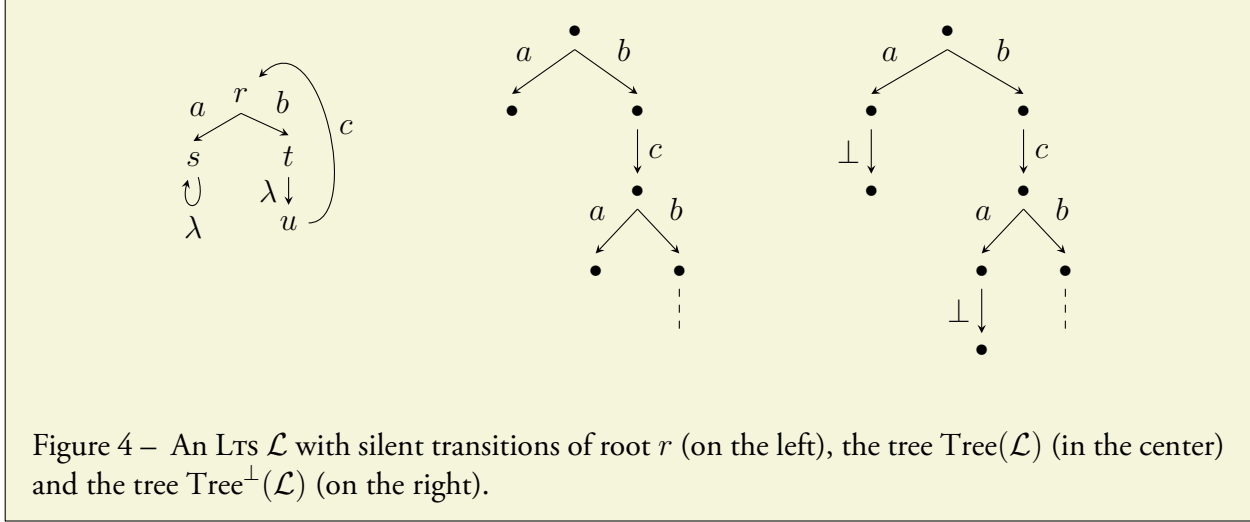 a r b
c
s t
λ
λ u
a b
c
a b
a b
⊥ c
a b
⊥
Figure 4 – An LTS ℒ with silent transitions of root r (on the left), the tree Tree(ℒ) (in the center)
and the tree Tree^⊥(ℒ) (on the right).